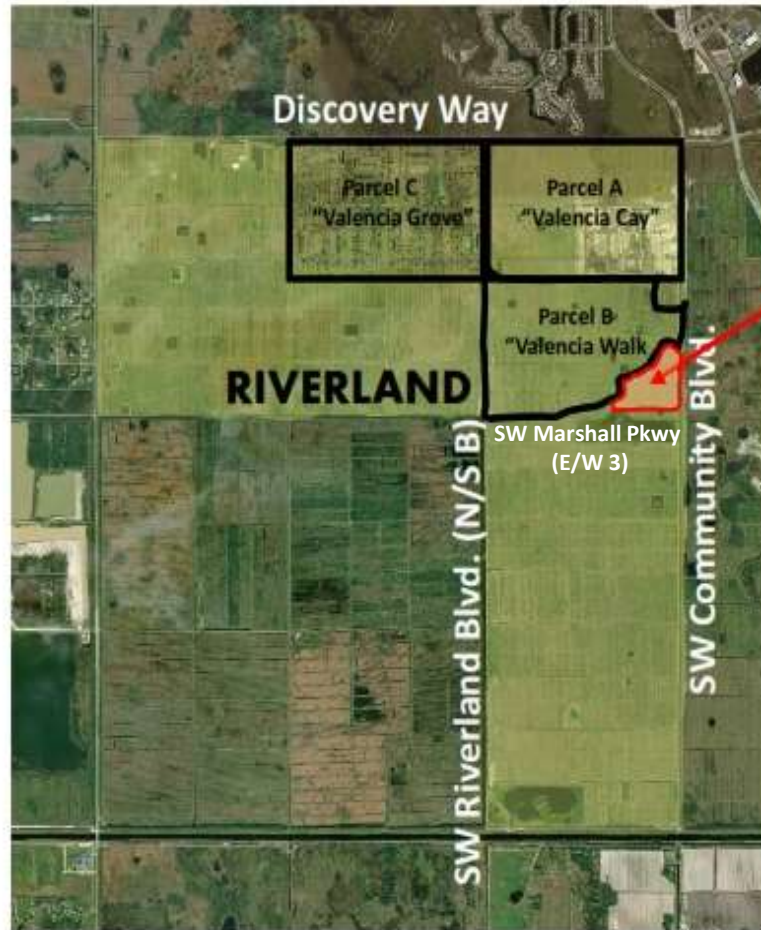 Discovery Way
Parcel C
“Valencia Grove”
Parcel A
“Valencia Cay”
Parcel B
“Valencia Walk
RIVERLAND
SW Marshall Pkwy
(E/W 3)
SW Riverland Blvd. (N/S B)
SW Community Blvd.